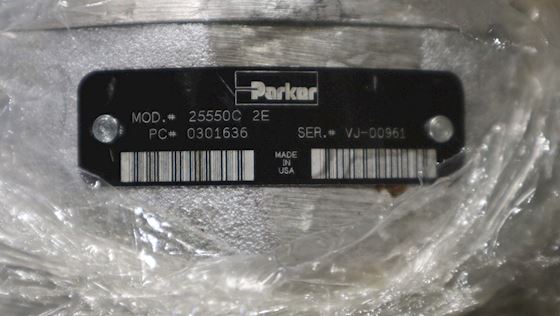 Parker
MOD.# 25550C 2E
PC# 0301636 SER.# VJ-00961
MADE
IN
USA